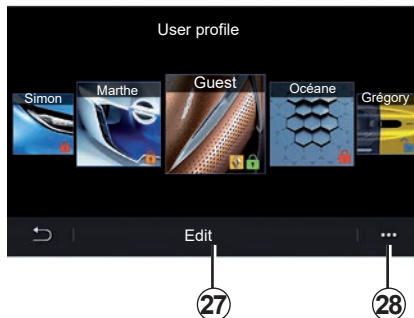 User profile
Simon
Marthe
Guest
Océane
Grégory
Edit
27
28